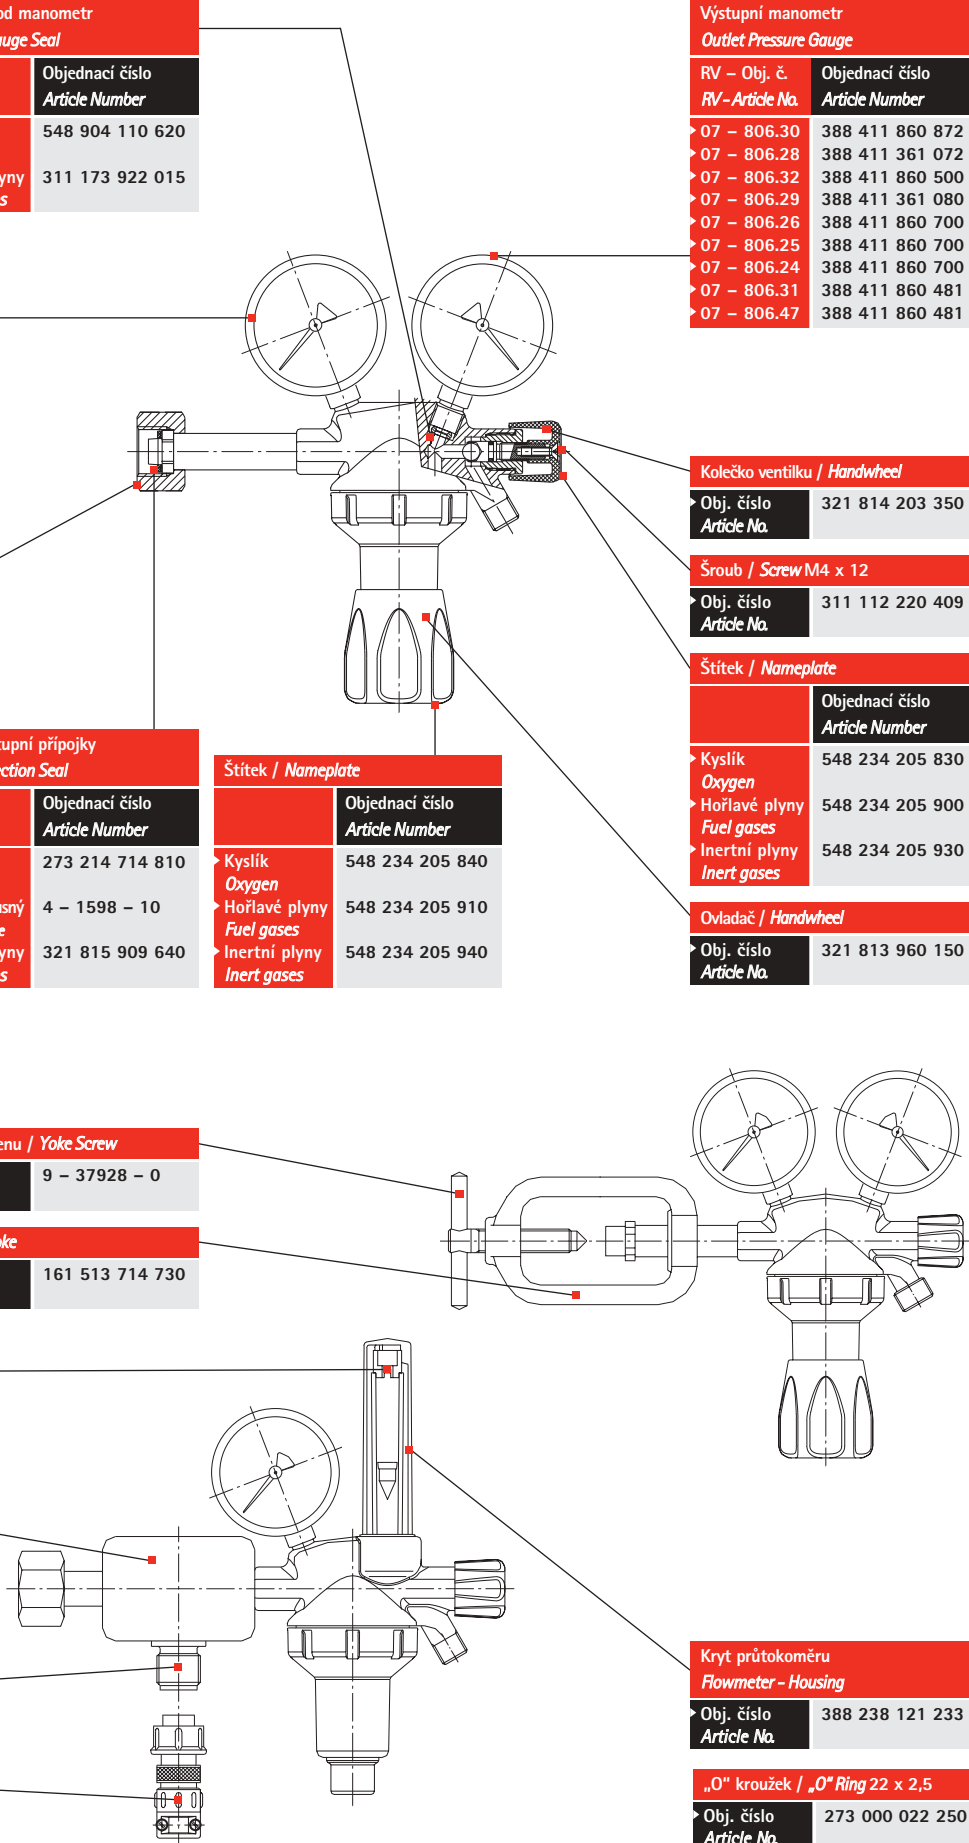 od manometr
uge Seal
Objednací číslo
Article Number
548 904 110 620
yny 311 173 922 015
s
Výstupní manometr
Outlet Pressure Gauge
RV – Obj. č. Objednací číslo
RV - Article No. Article Number
07 – 806.30 388 411 860 872
07 – 806.28 388 411 361 072
07 – 806.32 388 411 860 500
07 – 806.29 388 411 361 080
07 – 806.26 388 411 860 700
07 – 806.25 388 411 860 700
07 – 806.24 388 411 860 700
07 – 806.31 388 411 860 481
07 – 806.47 388 411 860 481
Kolečko ventilku / Handwheel
Obj. číslo 321 814 203 350
Article No.
Šroub / Screw M4 x 12
Obj. číslo 311 112 220 409
Article No.
Štítek / Nameplate
Objednací číslo
Article Number
Kyslík 548 234 205 830
Oxygen
Hořlavé plyny 548 234 205 900
Fuel gases
Inertní plyny 548 234 205 930
Inert gases
Ovladač / Handwheel
Obj. číslo 321 813 960 150
Article No.
tupní přípojky
ction Seal
Objednací číslo
Article Number
273 214 714 810
usný 4 – 1598 – 10
e
yny 321 815 909 640
s
Štítek / Nameplate
Objednací číslo
Article Number
Kyslík 548 234 205 840
Oxygen
Hořlavé plyny 548 234 205 910
Fuel gases
Inertní plyny 548 234 205 940
Inert gases
enu / Yoke Screw
9 – 37928 – 0
oke
161 513 714 730
Kryt průtokoměru
Flowmeter - Housing
Obj. číslo 388 238 121 233
Article No.
„O“ kroužek / „O“ Ring 22 x 2,5
Obj. číslo 273 000 022 250
Article No.